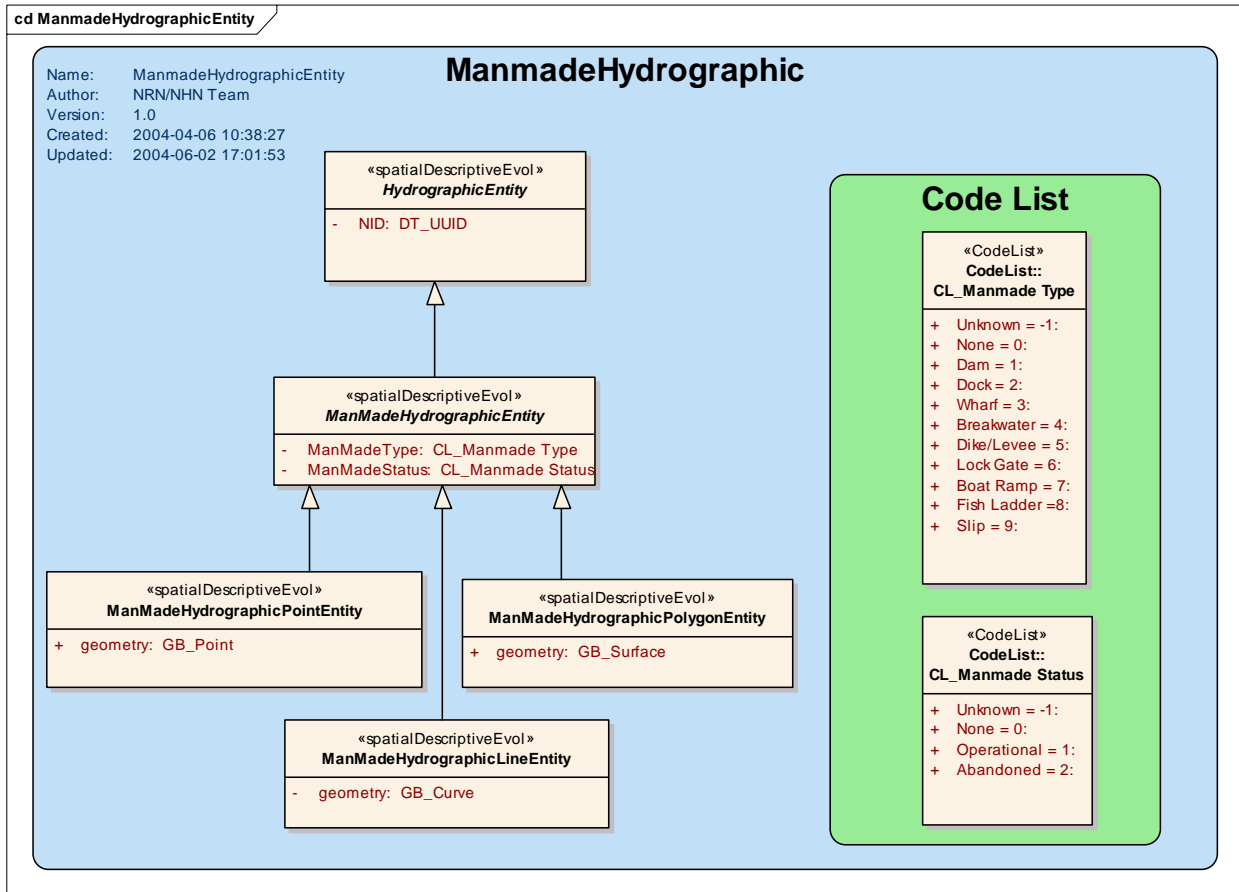 cd ManmadeHydrographicEntity
ManmadeHydrographic
Name: ManmadeHydrographicEntity
Author: NRN/NHN Team
Version: 1.0
Created: 2004-04-06 10:38:27
Updated: 2004-06-02 17:01:53
«spatialDescriptiveEvol»
HydrographicEntity
- NID: DT_UUID
«spatialDescriptiveEvol»
ManMadeHydrographicEntity
- ManMadeType: CL_Manmade Type
- ManMadeStatus: CL_Manmade Status
«spatialDescriptiveEvol»
ManMadeHydrographicPointEntity
+ geometry: GB_Point
«spatialDescriptiveEvol»
ManMadeHydrographicPolygonEntity
+ geometry: GB_Surface
«spatialDescriptiveEvol»
ManMadeHydrographicLineEntity
- geometry: GB_Curve
Code List
«CodeList»
CodeList::
CL_Manmade Type
+ Unknown = -1:
+ None = 0:
+ Dam = 1:
+ Dock = 2:
+ Wharf = 3:
+ Breakwater = 4:
+ Dike/Levee = 5:
+ Lock Gate = 6:
+ Boat Ramp = 7:
+ Fish Ladder =8:
+ Slip = 9:
«CodeList»
CodeList::
CL_Manmade Status
+ Unknown = -1:
+ None = 0:
+ Operational = 1:
+ Abandoned = 2: